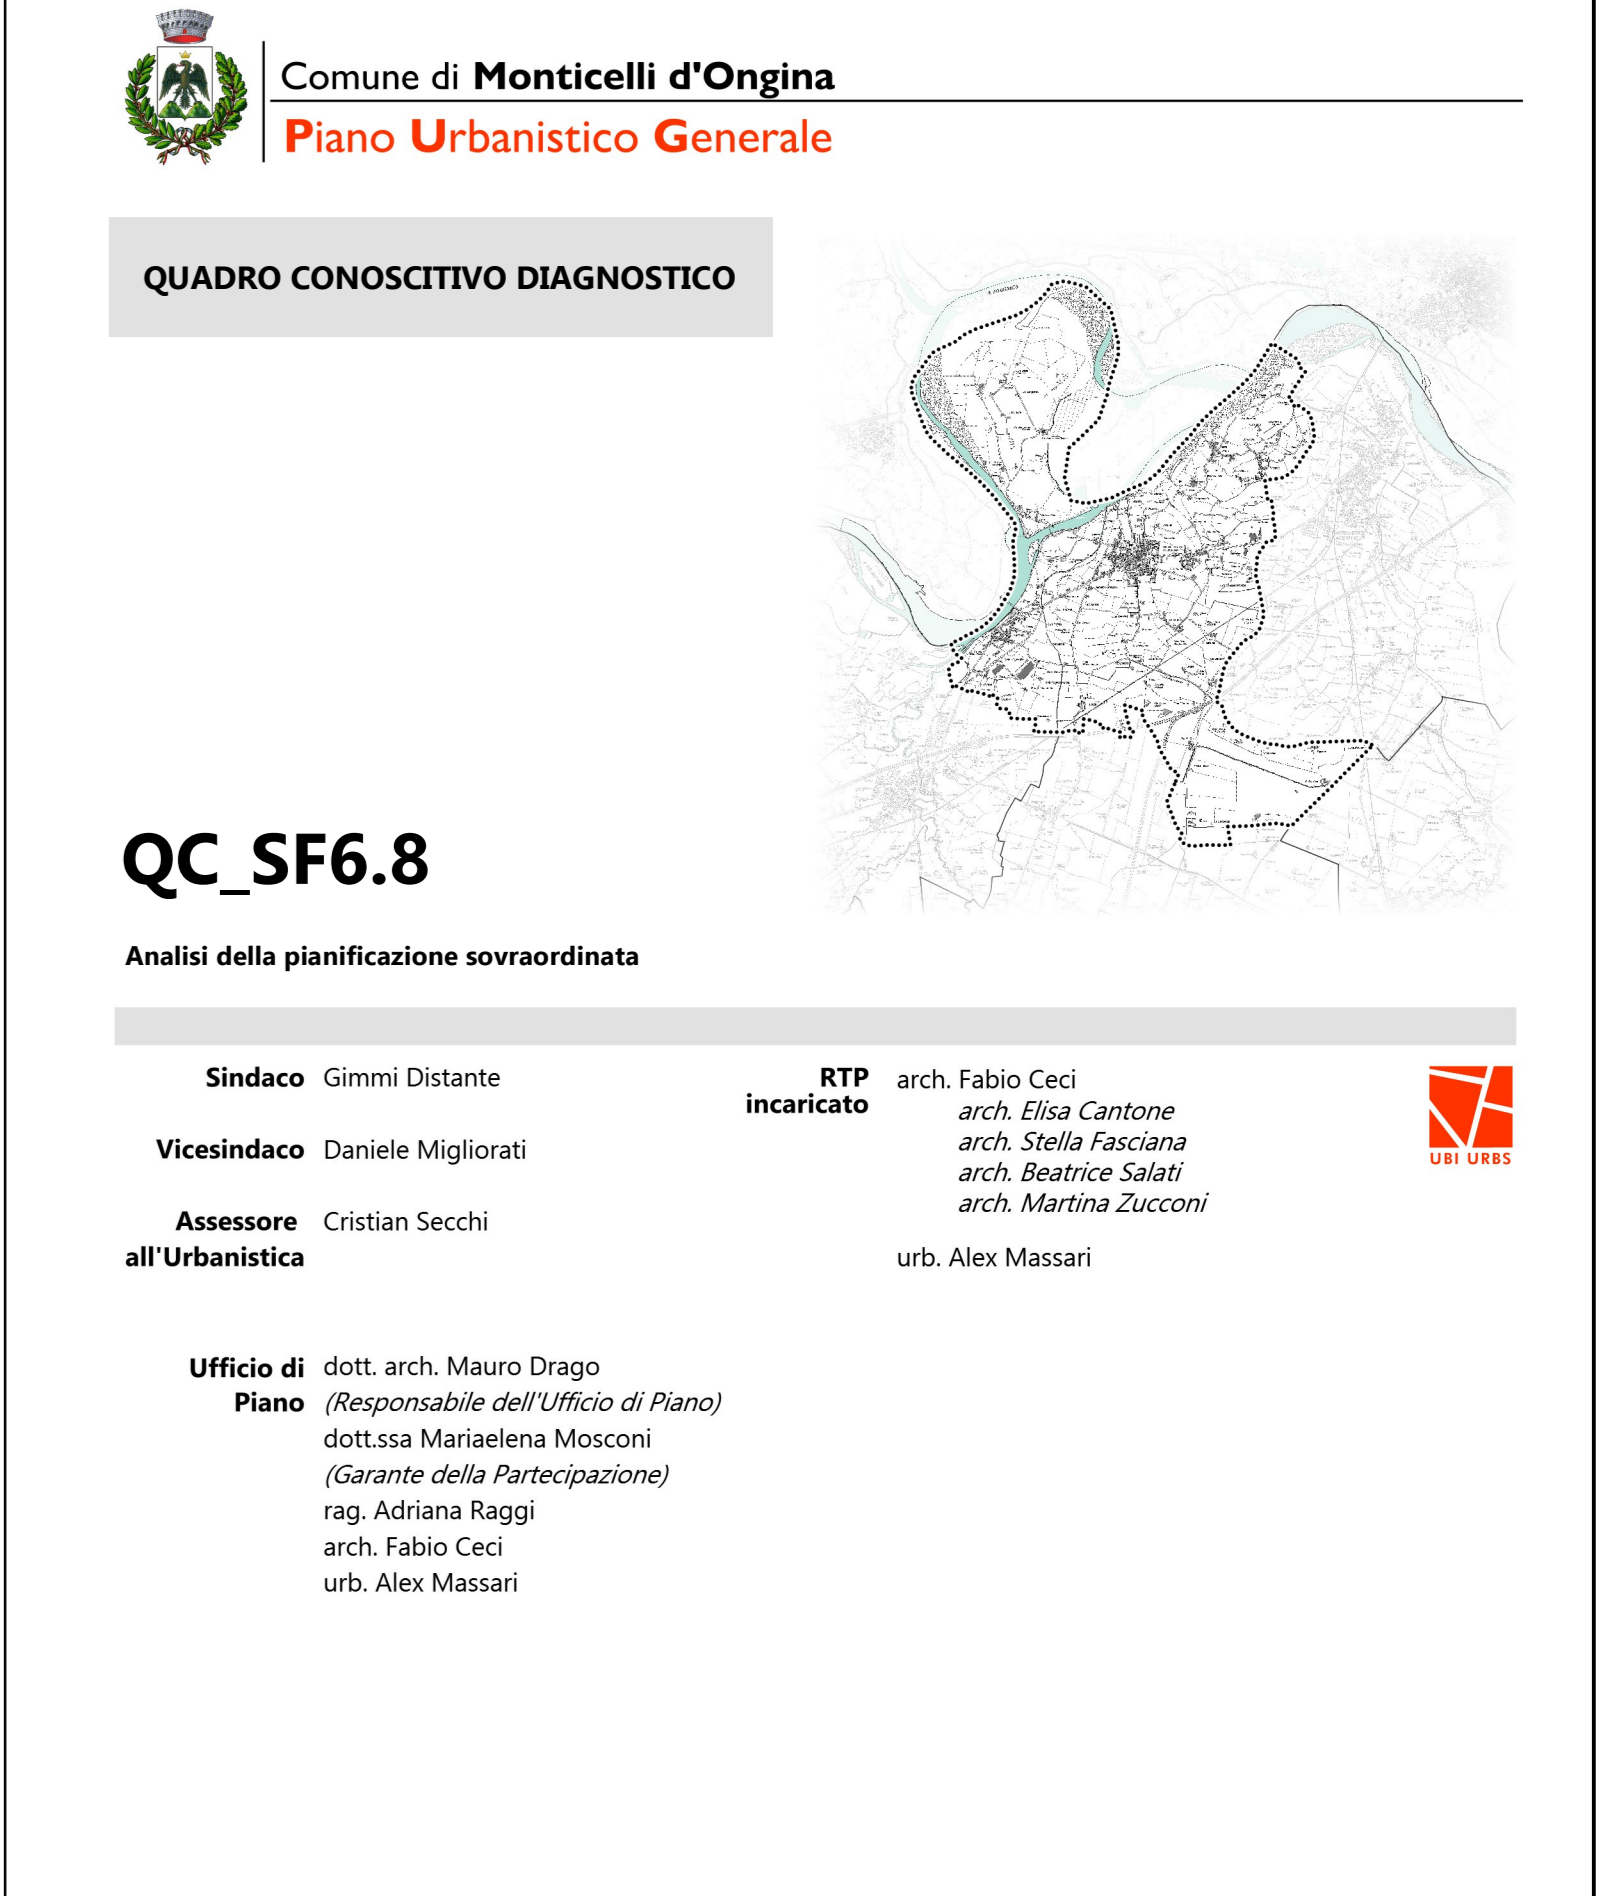 Comune di Monticelli d'Ongina
Piano Urbanistico Generale
QUADRO CONOSCITIVO DIAGNOSTICO
QC_SF6.8
Analisi della pianificazione sovraordinata
Sindaco Gimmi Distante
Vicesindaco Daniele Migliorati
Assessore Cristian Secchi
all'Urbanistica
Ufficio di dott. arch. Mauro Drago
Piano (Responsabile dell'Ufficio di Piano)
dott.ssa Mariaelena Mosconi
(Garante della Partecipazione)
rag. Adriana Raggi
arch. Fabio Ceci
urb. Alex Massari
RTP arch. Fabio Ceci
incaricato arch. Elisa Cantone
arch. Stella Fasciana
arch. Beatrice Salati
arch. Martina Zucconi
urb. Alex Massari
UBI URBS